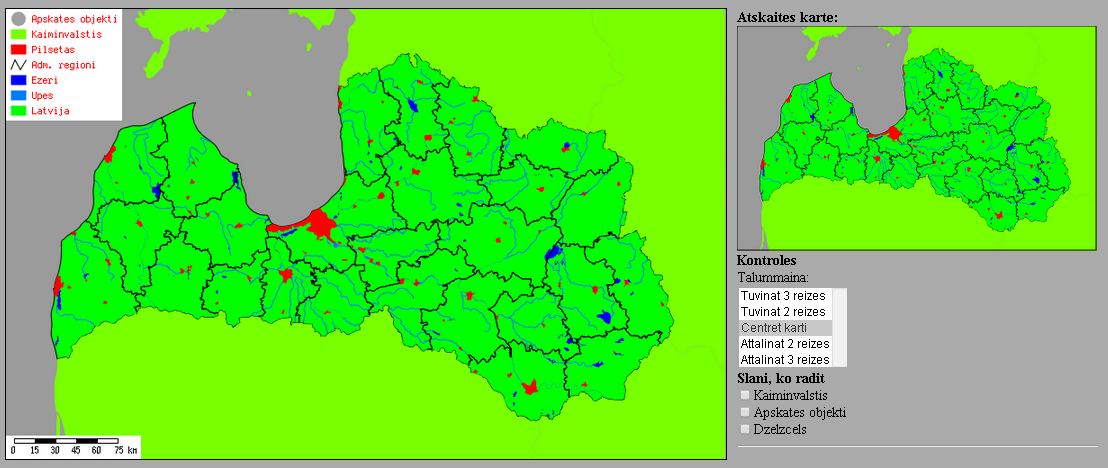 Apskates objekti
Kaiminvalstis
Pilsetas
Adm. regioni
Ezeri
Upes
Latvija
0 15 30 45 60 75 km
Atskaites karte:
Kontroles
Talummaina:
Tuvinat 3 reizes
Tuvinat 2 reizes
Centret karti
Attalinat 2 reizes
Attalinat 3 reizes
Slani, ko radit
Kaiminvalstis
Apskates objekti
Dzelzcels